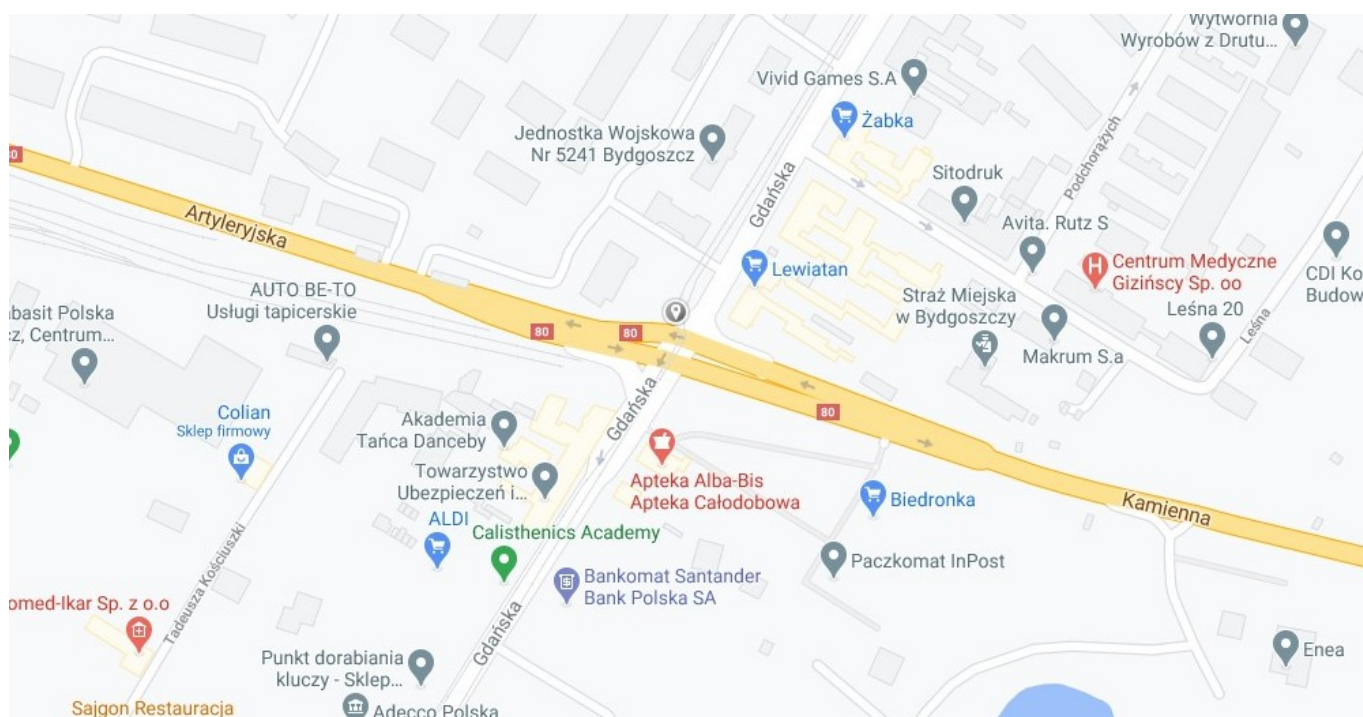 Wytwórnia
Wyrobów z Drutu...
Vivid Games S.A
Żabka
Jednostka Wojskowa
Nr 5241 Bydgoszcz
Podchorążych
80
Sitodruk
Gdańska
Artyleryjska
Avita. Rutz S
Centrum Medyczne
Gizińscy Sp. oo
Lewiatan
CDI Ko
Budow
AUTO BE-TO
Usługi tapicerskie
Straż Miejska
w Bydgoszczy
Leśna 20
Leśna
abasit Polska
cz, Centrum...
80
80
Makrum S.a
Colian
Sklep firmowy
Akademia
Tańca Danceby
Gdańska
80
Towarzystwo
Ubezpieczeń i...
Apteka Alba-Bis
Apteka Całodobowa
Biedronka
Kamienna
ALDI
Calisthenics Academy
Paczkomat InPost
Tadeusza Kościuszki
Bankomat Santander
Bank Polska SA
omed-Ikar Sp. z o.o
Gdańska
Enea
Punkt dorabiania
kluczy - Sklep...
Sajgon Restauracja
Adecco Polska